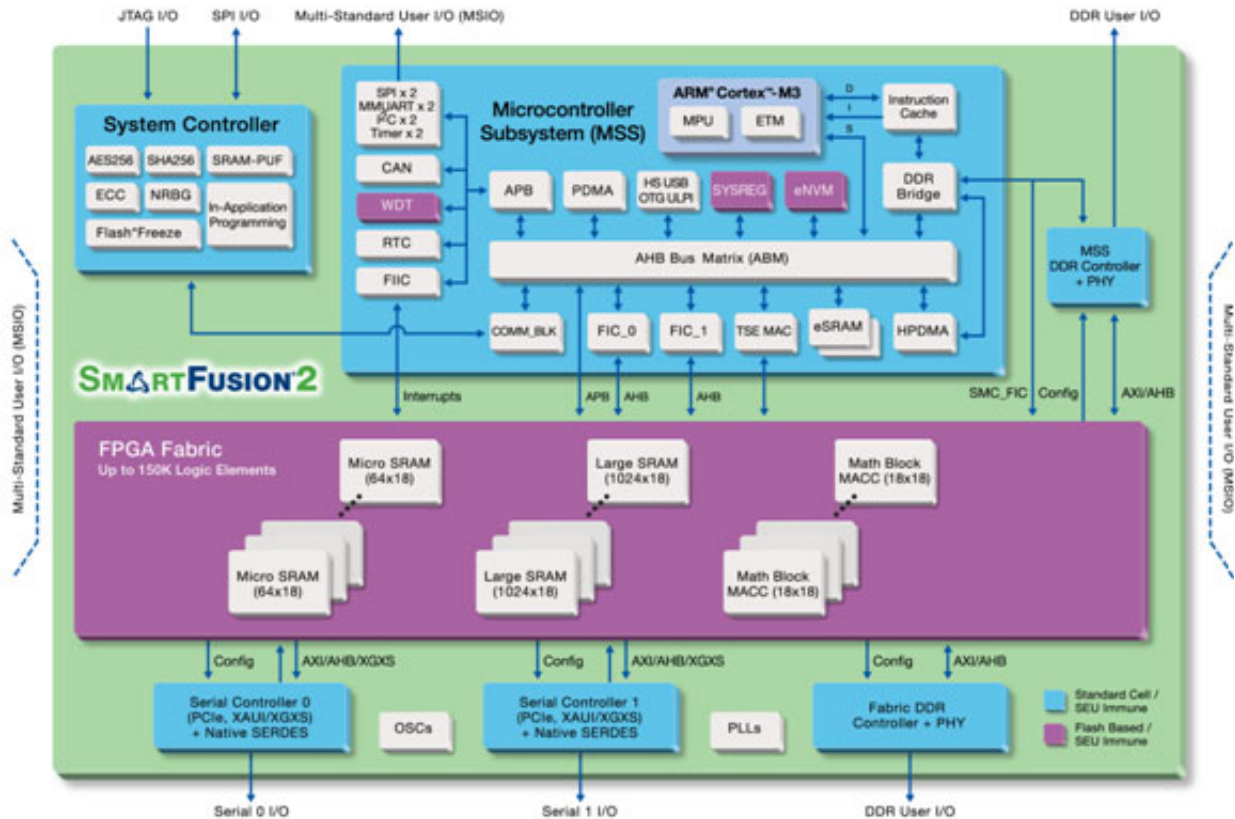 JTAG I/O
SPI I/O
Multi-Standard User I/O (MSIO)
DDR User I/O
System Controller
AES256
SHA256
SRAM-PUF
ECC
NRBG
In-Application
Programming
Flash*Freeze
SPI x 2
MMUART x 2
I²C x 2
Timer x 2
CAN
WDT
RTC
FIIC
Microcontroller
Subsystem (MSS)
ARM® Cortex™-M3
MPU
ETM
D
I
S
Instruction
Cache
DDR
Bridge
APB
PDMA
HS USB
OTG ULPI
SYSREG
eNVM
AHB Bus Matrix (ABM)
COMM_BLK
FIC_0
FIC_1
TSE MAC
eSRAM
HPDMA
MSS
DDR Controller
+ PHY
Multi-Standard User I/O (MSIO)
Multi-Standard User I/O (MSIO)
SMARTFUSION®2
Interrupts
APB
AHB
AHB
SMC_FIC
Config
AXI/AHB
FPGA Fabric
Up to 150K Logic Elements
Micro SRAM
(64x18)
Large SRAM
(1024x18)
Math Block
MACC (18x18)
Micro SRAM
(64x18)
Large SRAM
(1024x18)
Math Block
MACC (18x18)
Config
AXI/AHB/XGXS
Config
AXI/AHB/XGXS
Config
AXI/AHB
Serial Controller 0
(PCIe, XAUI/XGXS)
+ Native SERDES
OSCs
Serial Controller 1
(PCIe, XAUI/XGXS)
+ Native SERDES
PLLs
Fabric DDR
Controller + PHY
Standard Cell /
SEU Immune
Flash Based /
SEU Immune
Serial 0 I/O
Serial 1 I/O
DDR User I/O